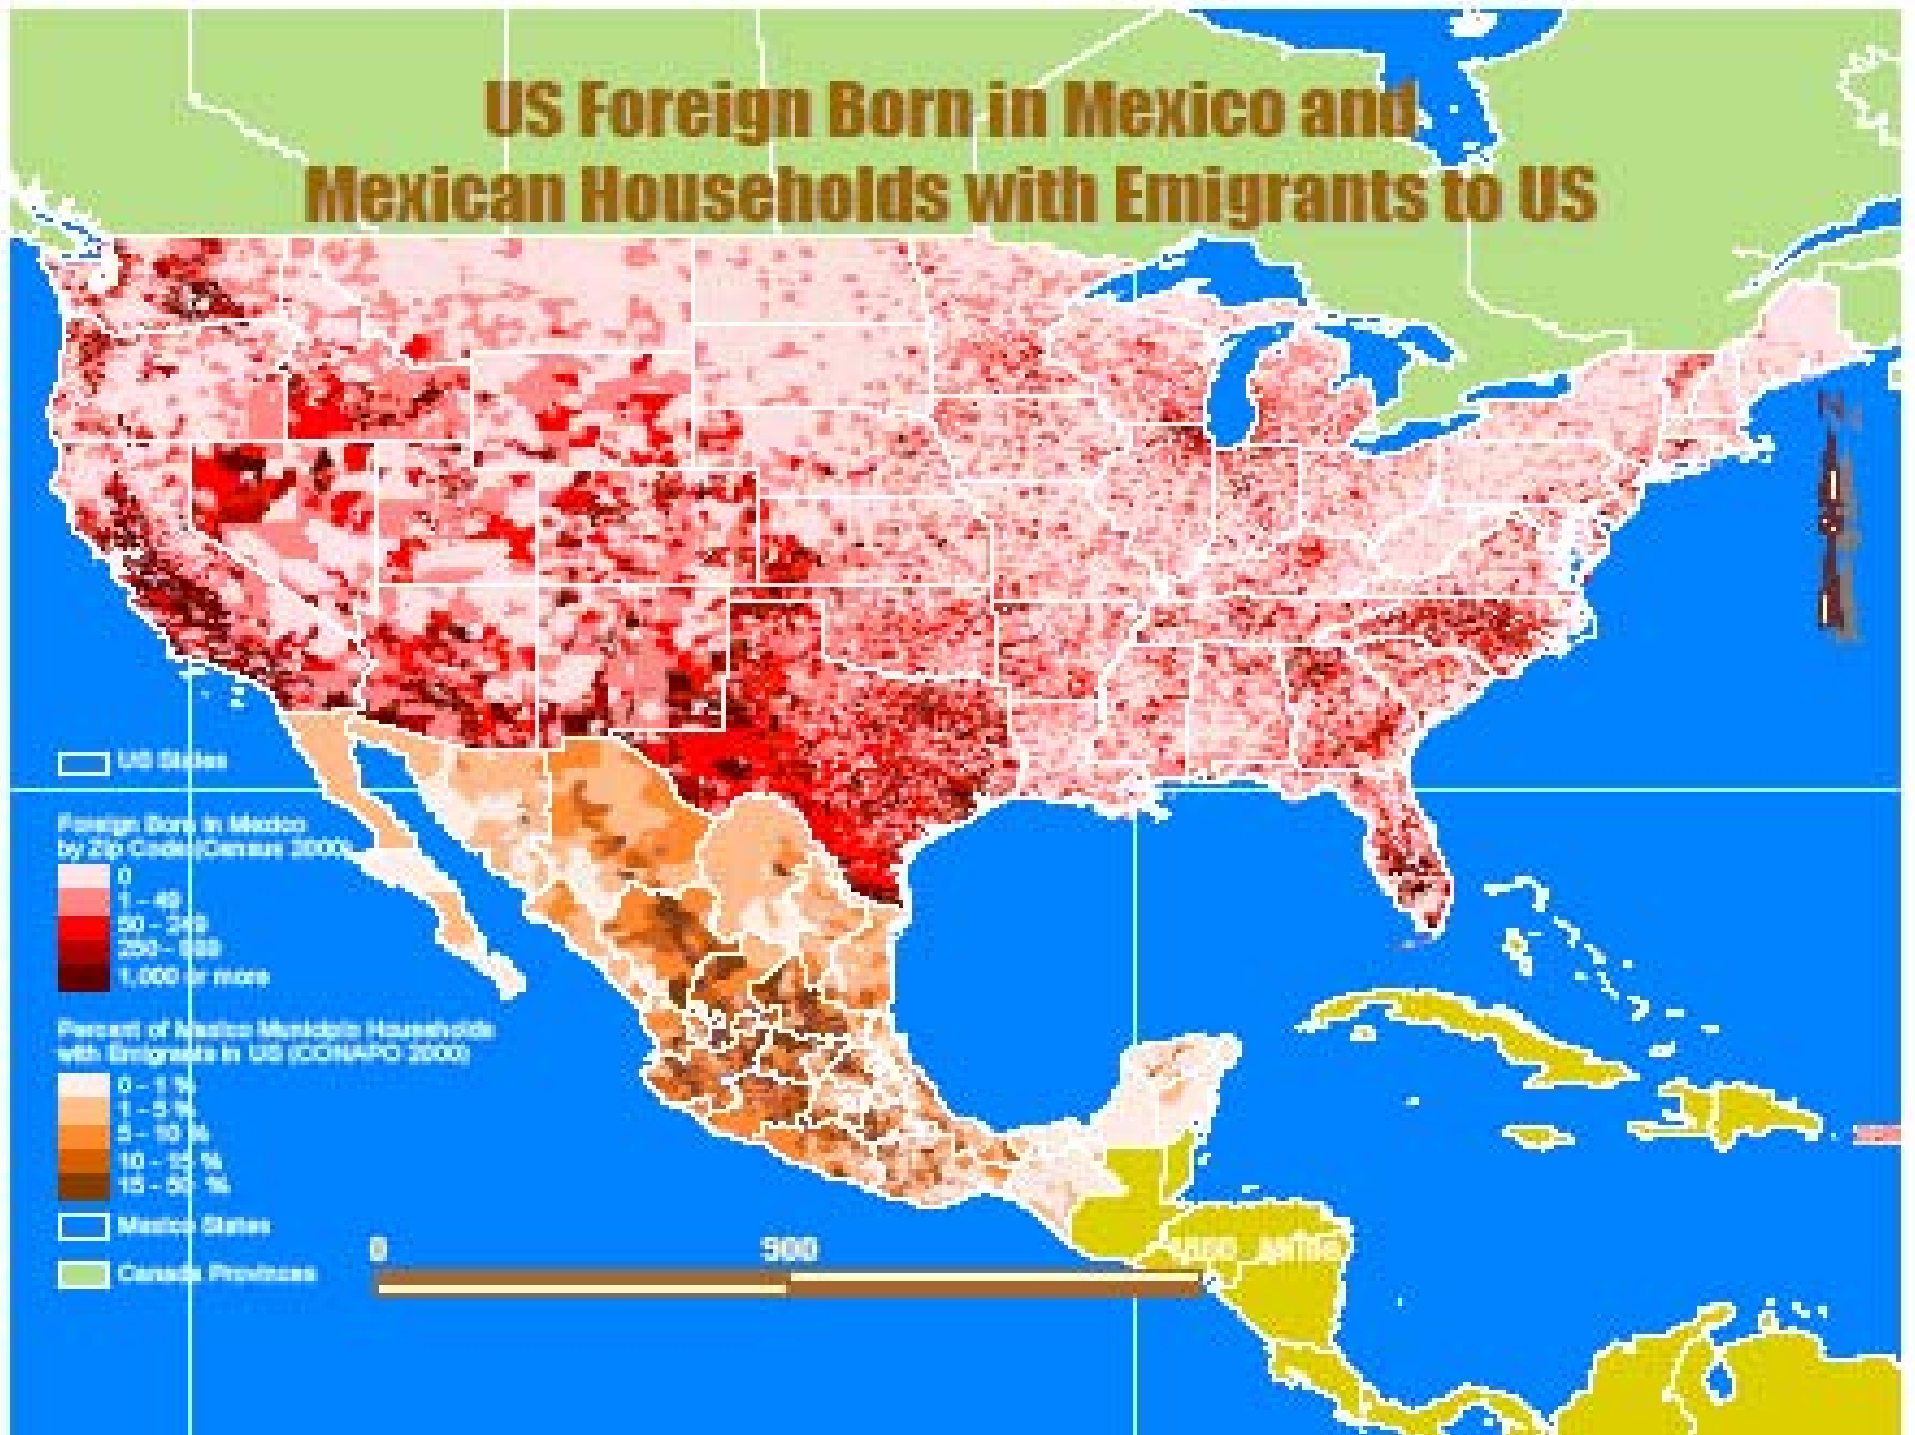 US Foreign Born in Mexico and
Mexican Households with Emigrants to US
US States
Foreign Born in Mexico
by Zip Code (Census 2000)
0
1 - 49
50 - 249
250 - 999
1,000 or more
Percent of Mexico Municipio Households
with Emigrants in US (CONAPO 2000)
0 - 1 %
1 - 5 %
5 - 10 %
10 - 15 %
15 - 50 %
Mexico States
Canada Provinces
0 900